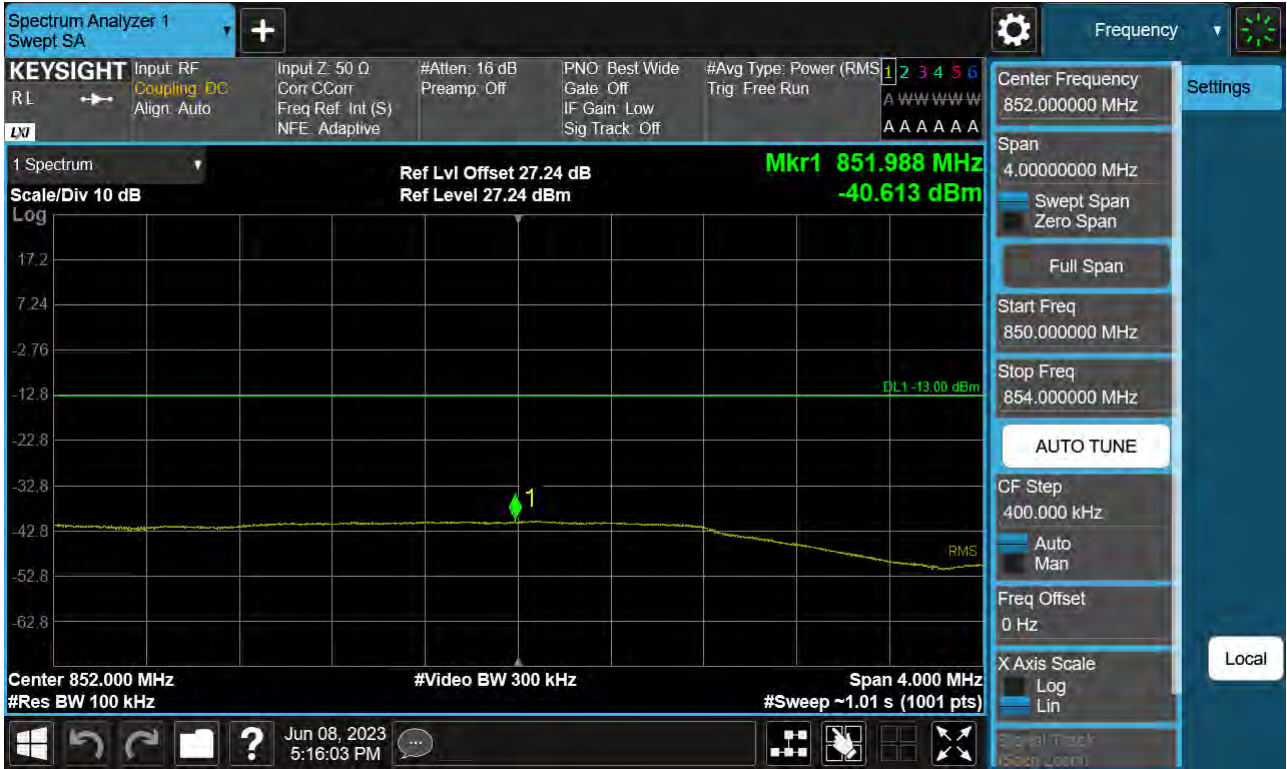 Spectrum Analyzer 1
Swept SA
Frequency
KEYSIGHT
RL
LXI
Input: RF
Coupling: DC
Align: Auto
Input Z: 50 Ω
Corr CCorr
Freq Ref: Int (S)
NFE: Adaptive
#Atten: 16 dB
Preamp: Off
PNO: Best Wide
Gate: Off
IF Gain: Low
Sig Track: Off
#Avg Type: Power (RMS
Trig: Free Run
1 2 3 4 5 6
A W W W W W
A A A A A A
1 Spectrum
Scale/Div 10 dB
Log
Ref Lvl Offset 27.24 dB
Ref Level 27.24 dBm
Mkr1 851.988 MHz
-40.613 dBm
17.2
7.24
-2.76
-12.8
-22.8
-32.8
-42.8
-52.8
-62.8
DL1 -13.00 dBm
1
RMS
Center 852.000 MHz
#Res BW 100 kHz
#Video BW 300 kHz
Span 4.000 MHz
#Sweep ~1.01 s (1001 pts)
Center Frequency
852.000000 MHz
Settings
Span
4.00000000 MHz
Swept Span
Zero Span
Full Span
Start Freq
850.000000 MHz
Stop Freq
854.000000 MHz
AUTO TUNE
CF Step
400.000 kHz
Auto
Man
Freq Offset
0 Hz
X Axis Scale
Log
Lin
Local
Signal Track
(Span Zoom)
?
Jun 08, 2023
5:16:03 PM